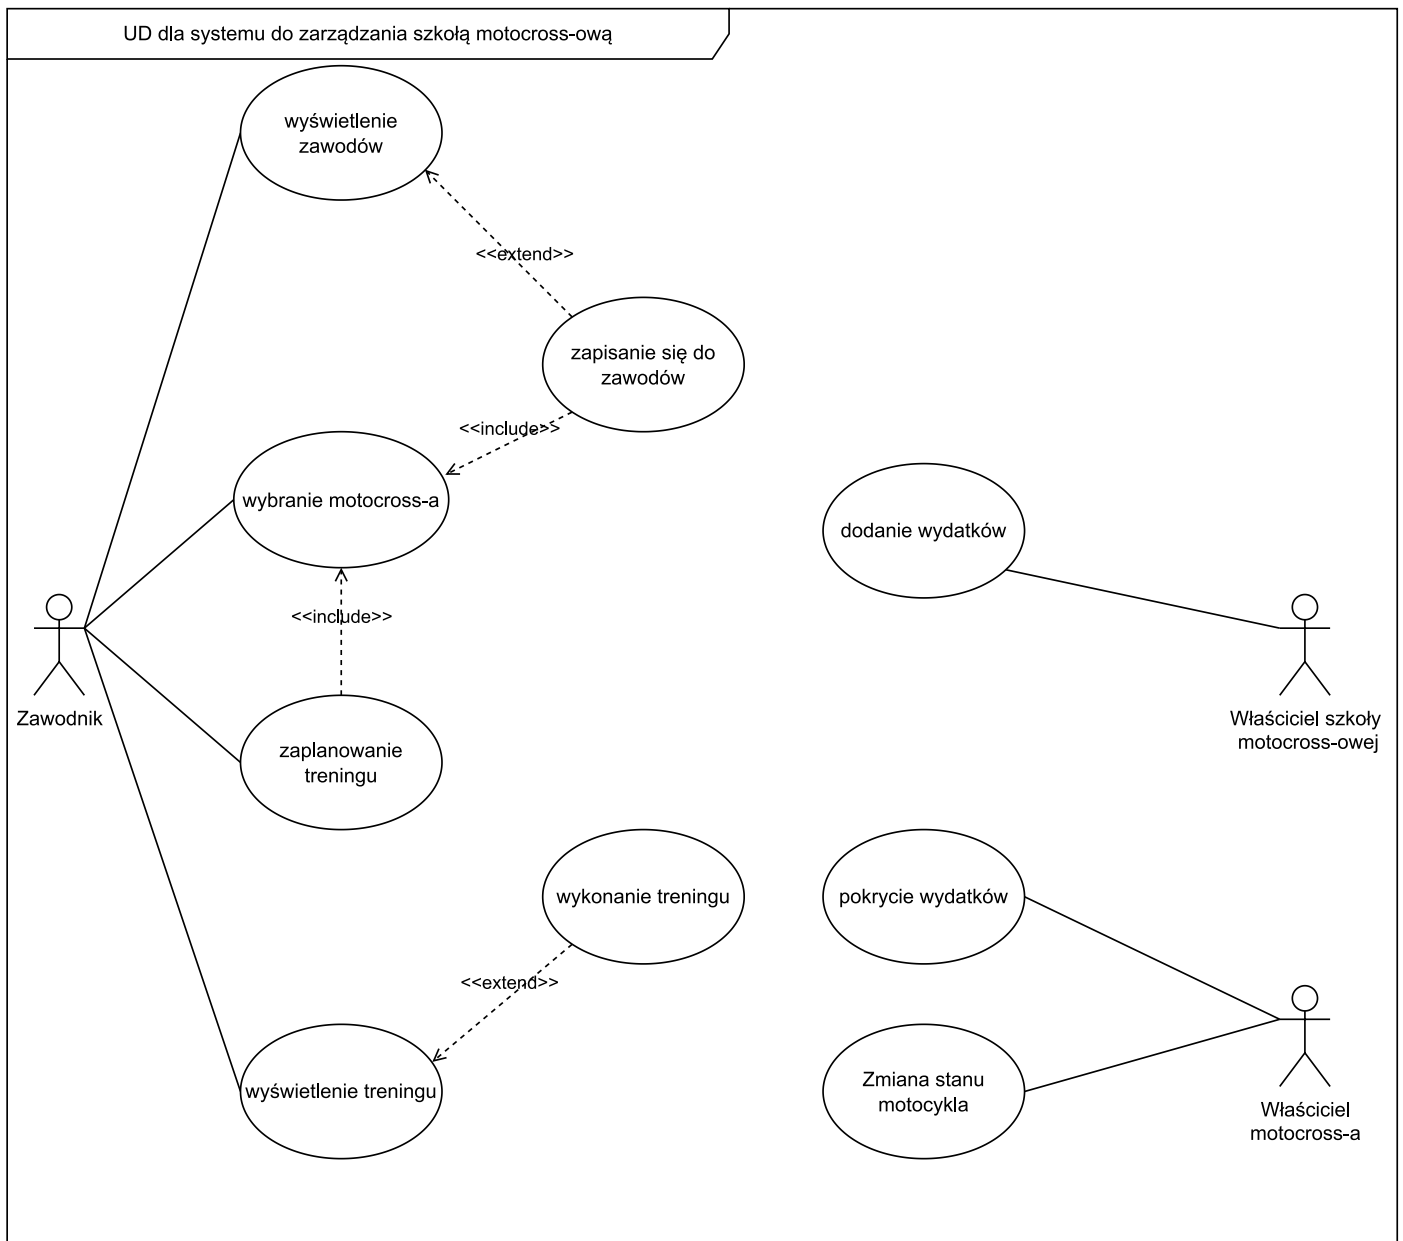 UD dla systemu do zarządzania szkołą motocross-ową
wyświetlenie
zawodów
<<extend>>
zapisanie się do
zawodów
<<include>>
wybranie motocross-a
dodanie wydatków
<<include>>
Zawodnik
Właściciel szkoły
motocross-owej
zaplanowanie
treningu
wykonanie treningu
pokrycie wydatków
<<extend>>
wyświetlenie treningu
Zmiana stanu
motocykla
Właściciel
motocross-a